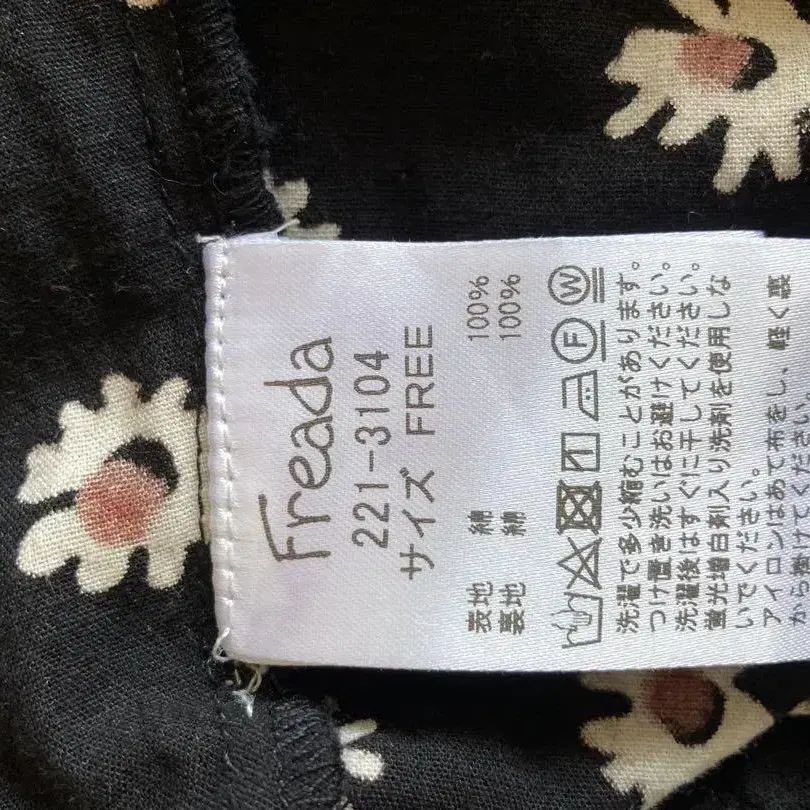 Freada
221-3104
サイズ FREE
表地 綿 100%
裏地 綿 100%
F W
洗濯で多少縮むことがあります。
つけ置き洗いはお避けください。
洗濯後はすぐに干してください。
蛍光増白剤入り洗剤を使用しな
いでください。
アイロンはあて布をし、軽く裏
から掛けてください。